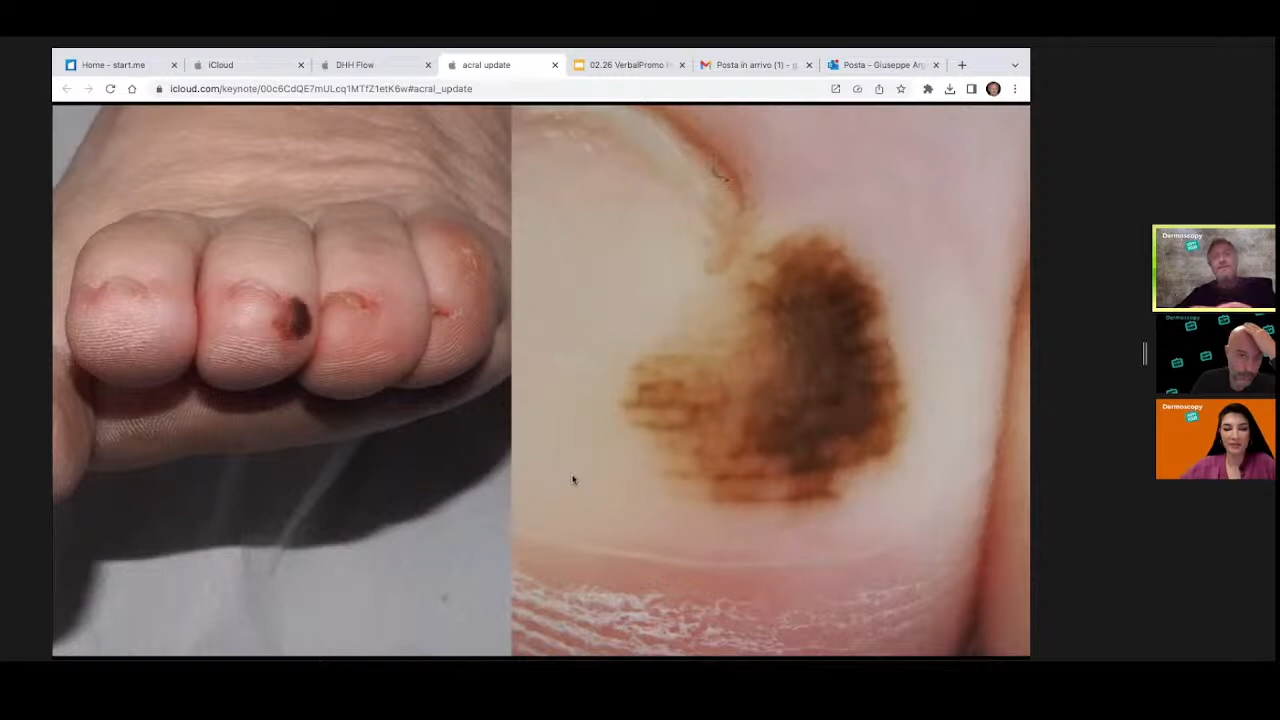 Home - start.me
iCloud
DHH Flow
acral update
02.26 VerbalPromo H
Posta in arrivo (1) - g
Posta - Giuseppe Arg
icloud.com/keynote/00c6CdQE7mULcq1MTfZ1etK6w#acral_update
Dermoscopy
Dermoscopy
Dermoscopy